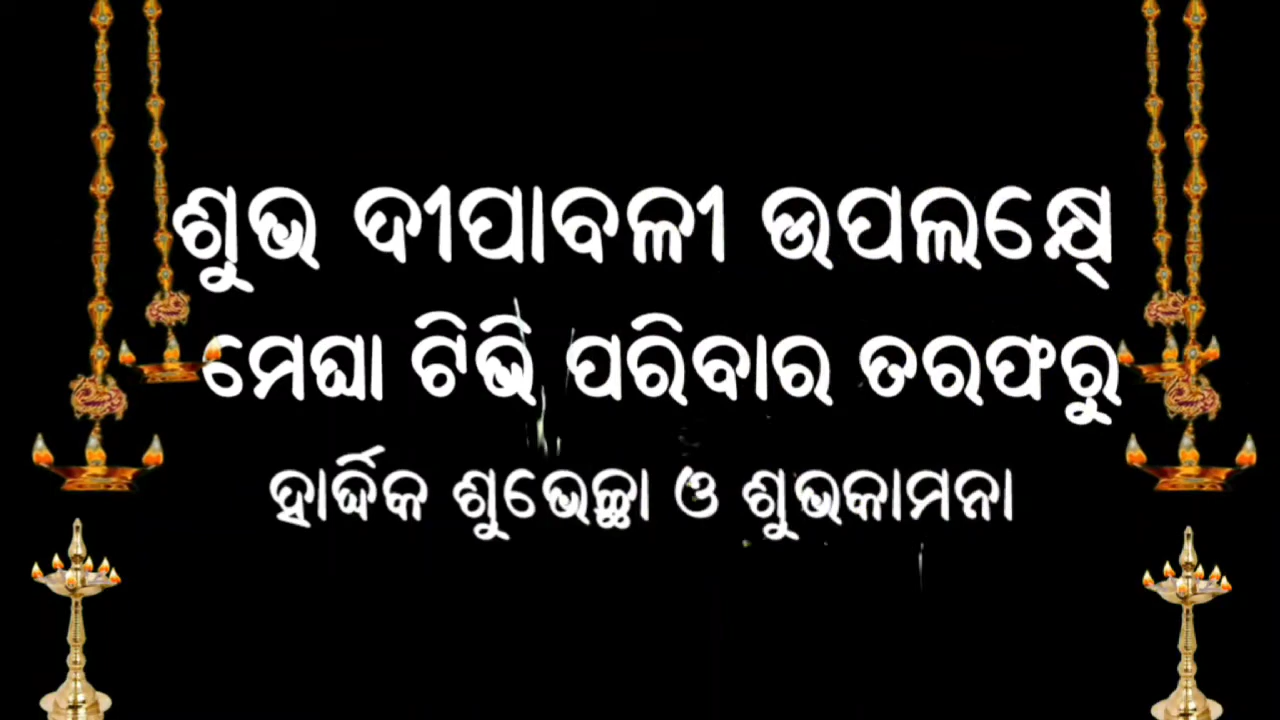 ଶୁଭ ଦୀପାବଳୀ ଉପଲକ୍ଷେ୍
ମେଘା ଟିଭି ପରିବାର ତରଫରୁ
ହାର୍ଦ୍ଦିକ ଶୁଭେଚ୍ଛା ଓ ଶୁଭକାମନା